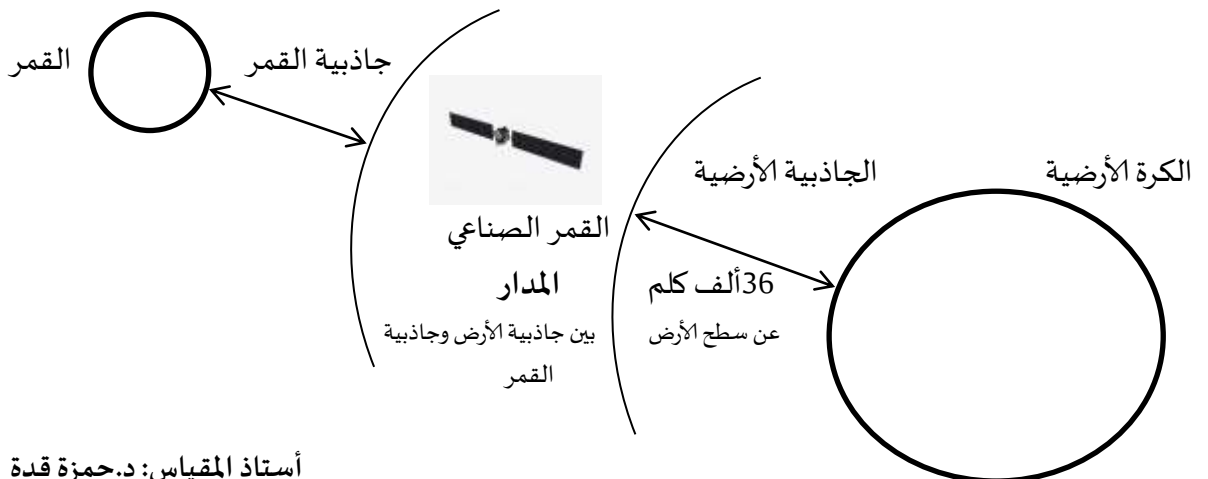 الكرة الأرضية
الجاذبية الأرضية
جاذبية القمر
القمر
القمر الصناعي
المدار
بين جاذبية الأرض وجاذبية
القمر
36ألف كلم
عن سطح الأرض
أستاذ المقياس: د.حمزة قدة